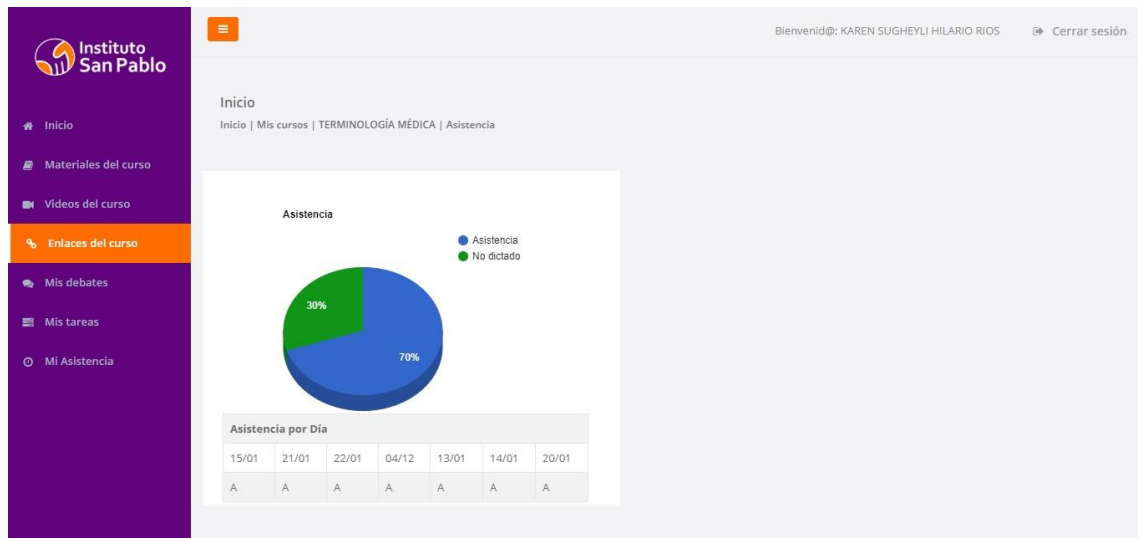 Instituto
San Pablo
Bienvenid@: KAREN SUGHEYLI HILARIO RIOS Cerrar sesión
Inicio
Materiales del curso
Videos del curso
Enlaces del curso
Mis debates
Mis tareas
Mi Asistencia
Inicio
Inicio | Mis cursos | TERMINOLOGÍA MÉDICA | Asistencia
Asistencia
Asistencia
No dictado
30%
70%
Asistencia por Día
15/01 21/01 22/01 04/12 13/01 14/01 20/01
A A A A A A A